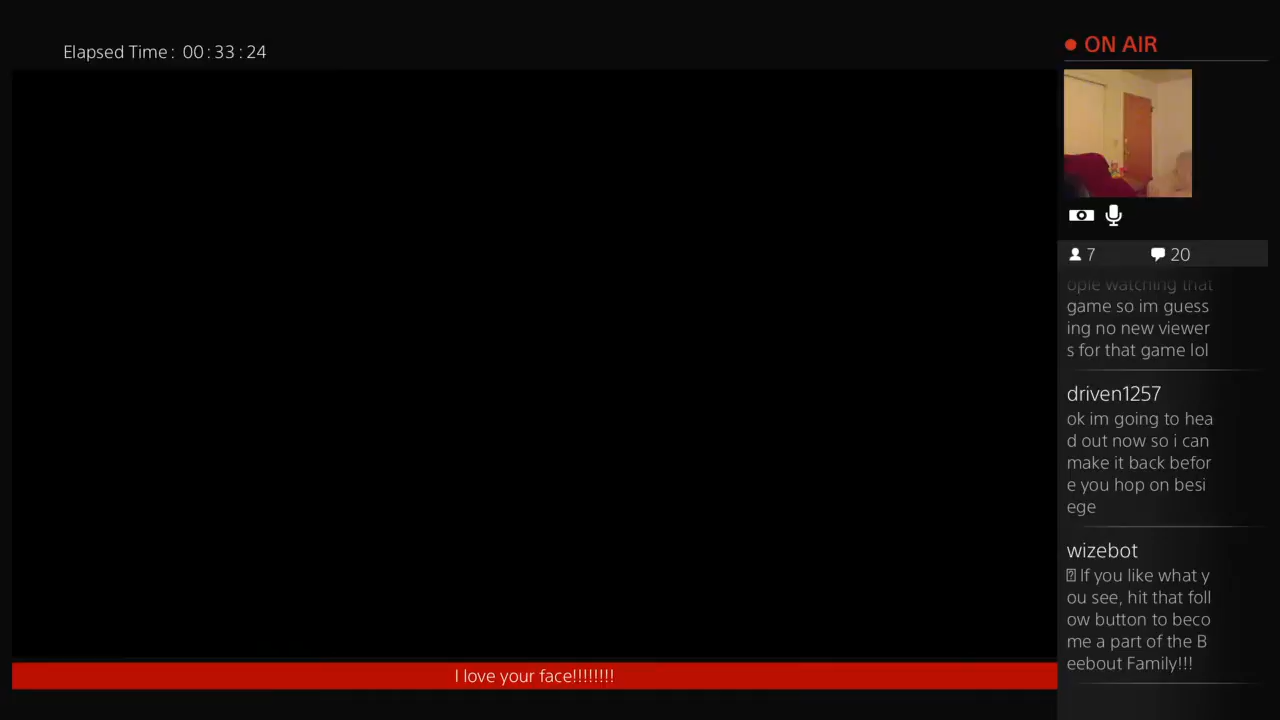 Elapsed Time: 00:33:24
ON AIR
7
20
ople watching that
game so im guess
ing no new viewer
s for that game lol
driven1257
ok im going to hea
d out now so i can
make it back befor
e you hop on besi
ege
wizebot
If you like what y
ou see, hit that foll
ow button to beco
me a part of the B
eebout Family!!!
I love your face!!!!!!!!